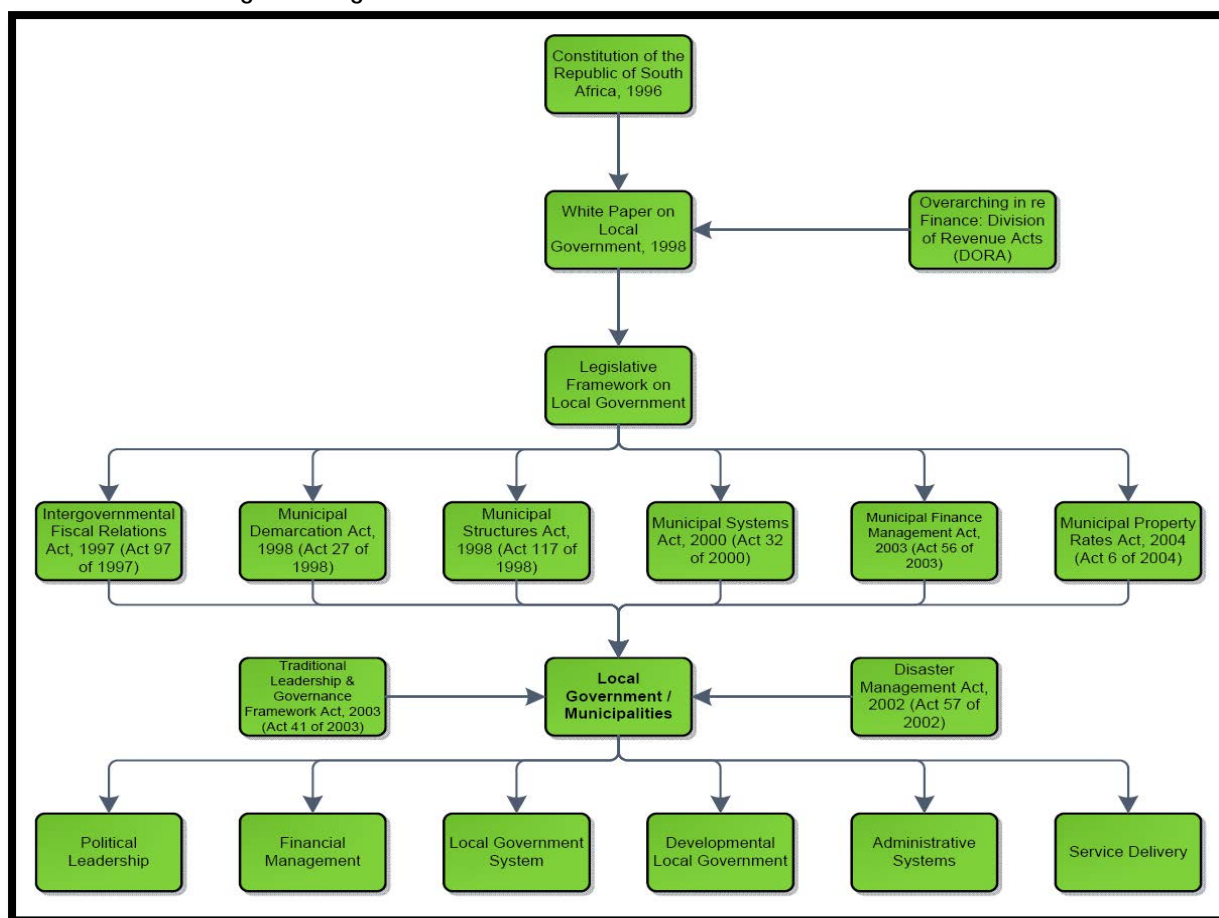 Constitution of the
Republic of South
Africa, 1996
White Paper on
Local
Government, 1998
Overarching in re
Finance: Division
of Revenue Acts
(DORA)
Legislative
Framework on
Local Government
Intergovernmental
Fiscal Relations
Act, 1997 (Act 97
of 1997)
Municipal
Demarcation Act,
1998 (Act 27 of
1998)
Municipal
Structures Act,
1998 (Act 117 of
1998)
Municipal Systems
Act, 2000 (Act 32
of 2000)
Municipal Finance
Management Act,
2003 (Act 56 of
2003)
Municipal Property
Rates Act, 2004
(Act 6 of 2004)
Traditional
Leadership &
Governance
Framework Act, 2003
(Act 41 of 2003)
Local
Government /
Municipalities
Disaster
Management Act,
2002 (Act 57 of
2002)
Political
Leadership
Financial
Management
Local Government
System
Developmental
Local Government
Administrative
Systems
Service Delivery